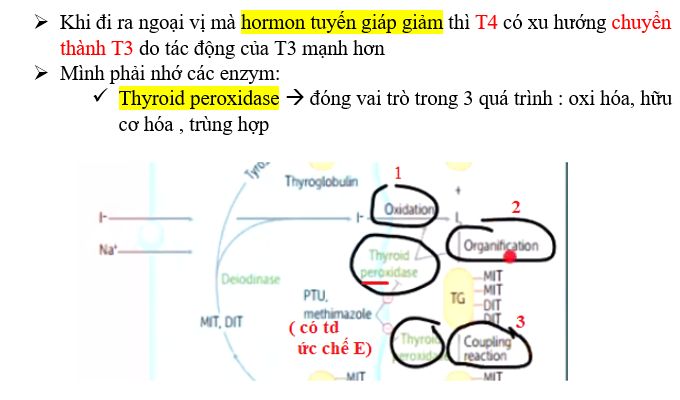 Khi đi ra ngoại vị mà hormon tuyến giáp giảm thì T4 có xu hướng chuyển
thành T3 do tác động của T3 mạnh hơn
Mình phải nhớ các enzym:
Thyroid peroxidase → đóng vai trò trong 3 quá trình : oxi hóa, hữu
cơ hóa , trùng hợp
1
Thyroglobulin
+
Oxidation
2
I-
I-
I₂
Na⁺
Organification
Thyroid
peroxidase
Deiodinase
MIT
PTU,
MIT
methimazole
TG
DIT
MIT, DIT
DIT
3
( có td
ức chế E)
Thyroid
peroxidase
Coupling
reaction
MIT
MIT